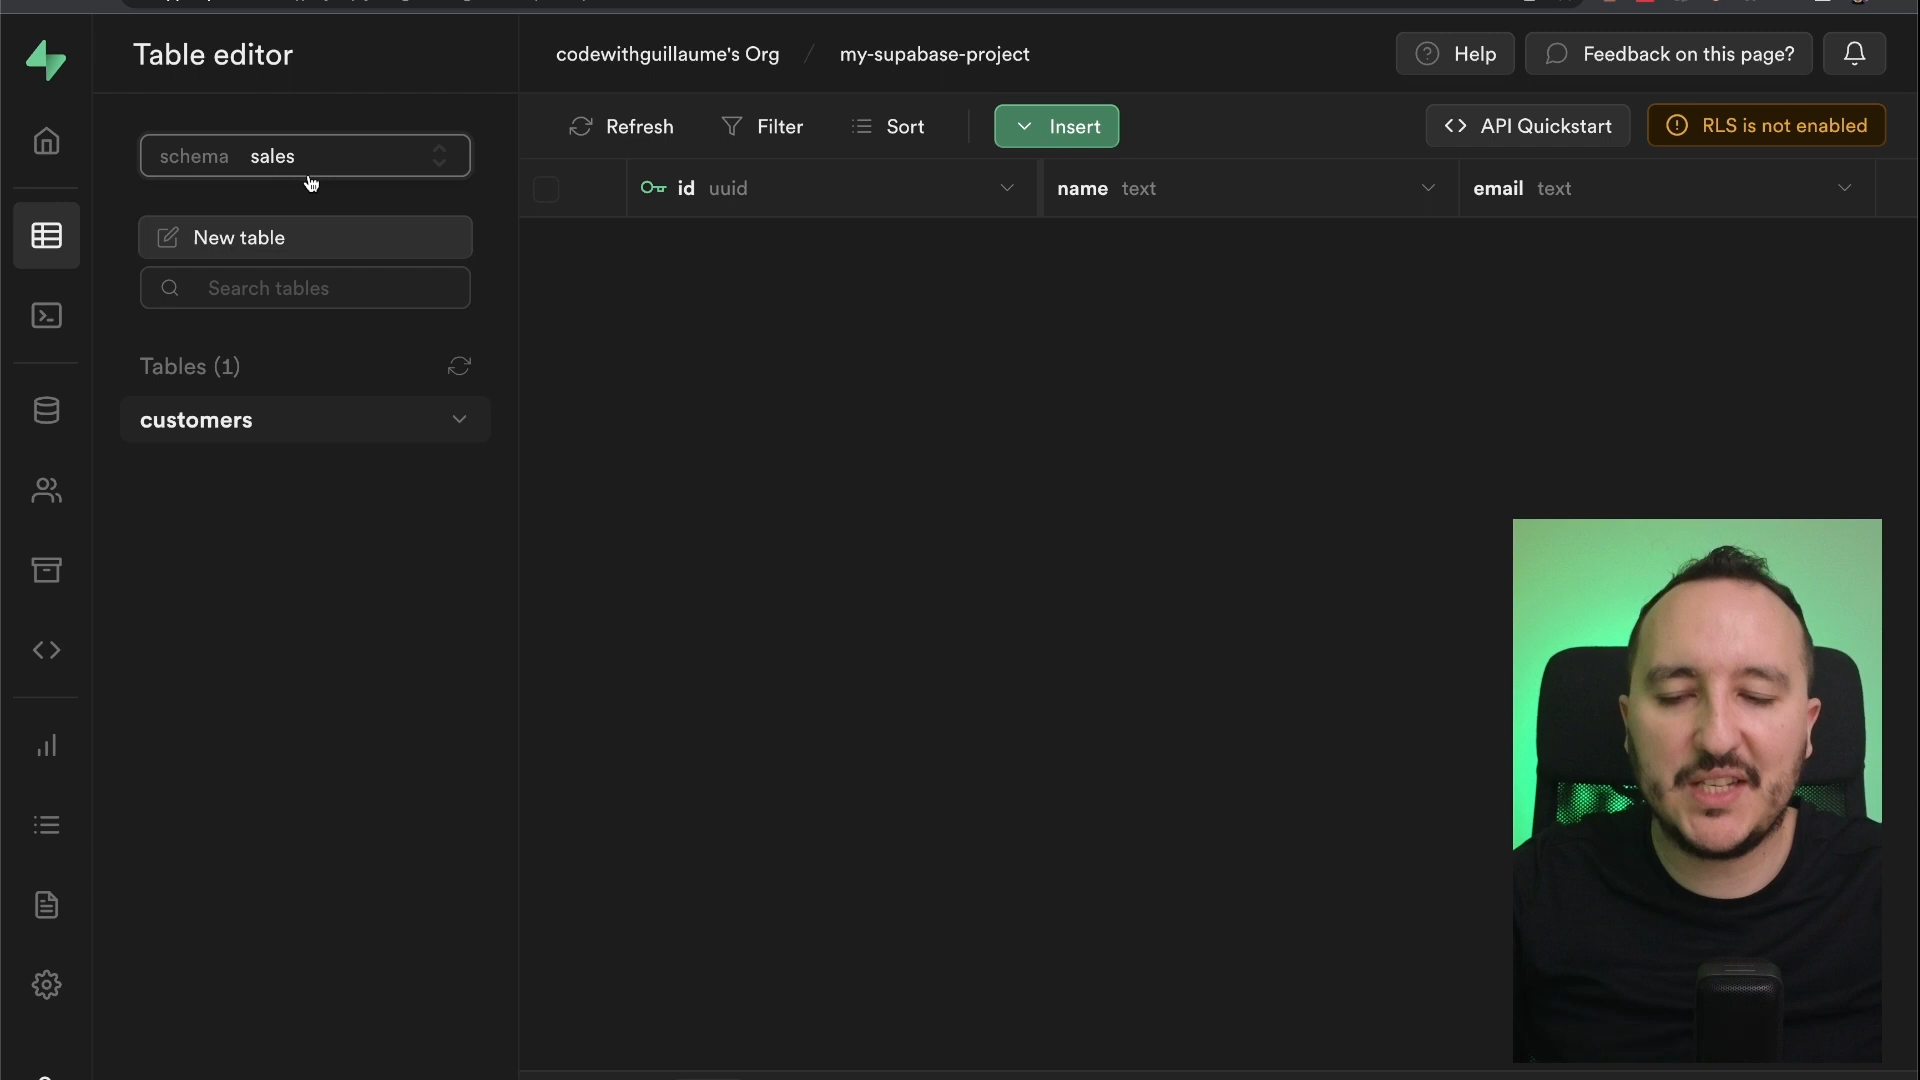 Table editor
codewithguillaume's Org / my-supabase-project
Help
Feedback on this page?
schema sales
Refresh
Filter
Sort
Insert
API Quickstart
RLS is not enabled
id uuid
name text
email text
New table
Search tables
Tables (1)
customers